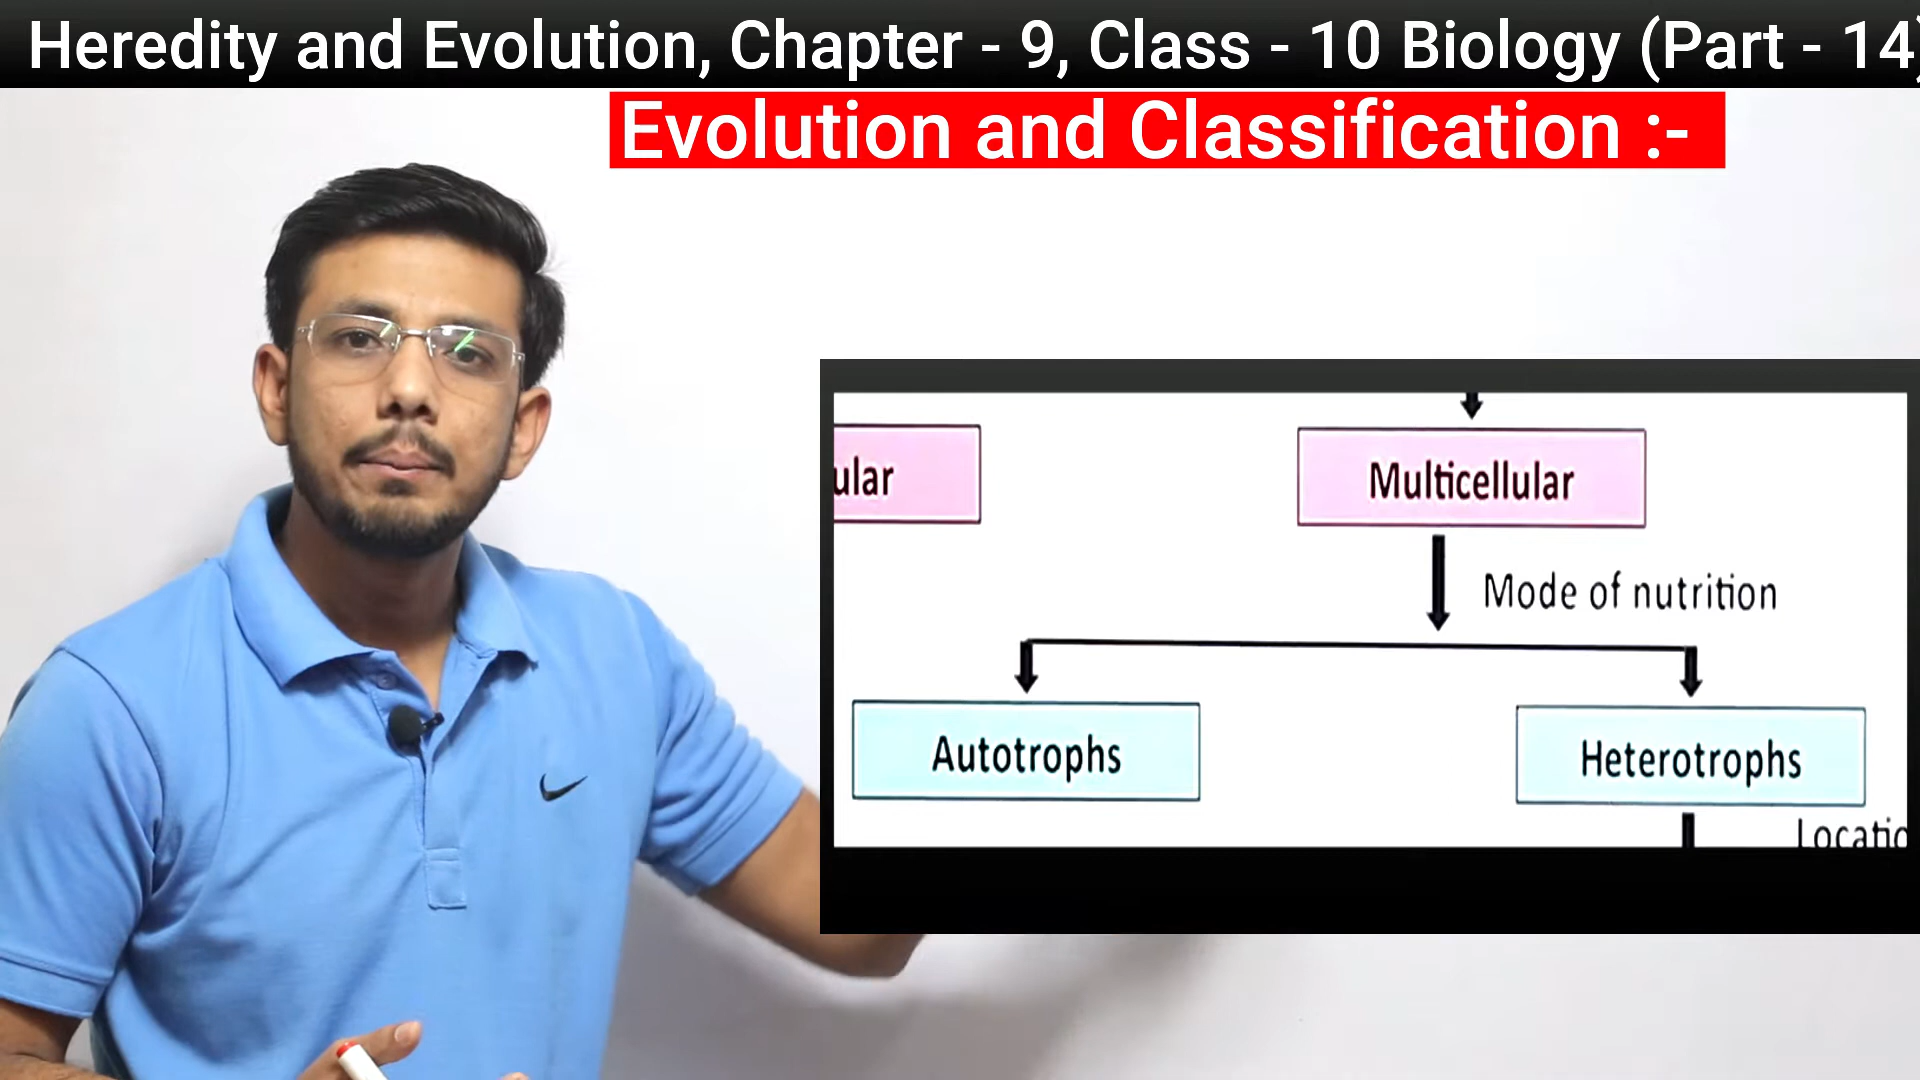 Heredity and Evolution, Chapter - 9, Class - 10 Biology (Part - 14)
Evolution and Classification :-
ular
Multicellular
Mode of nutrition
Autotrophs
Heterotrophs
Locatio